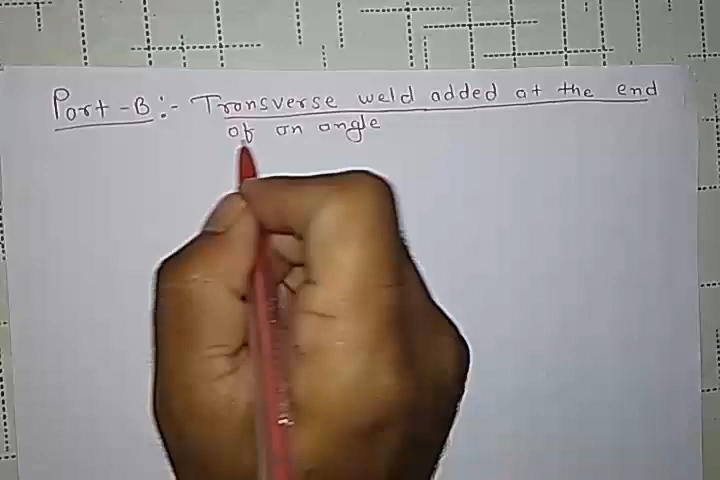 Part-B:- Transverse weld added at the end
of an angle